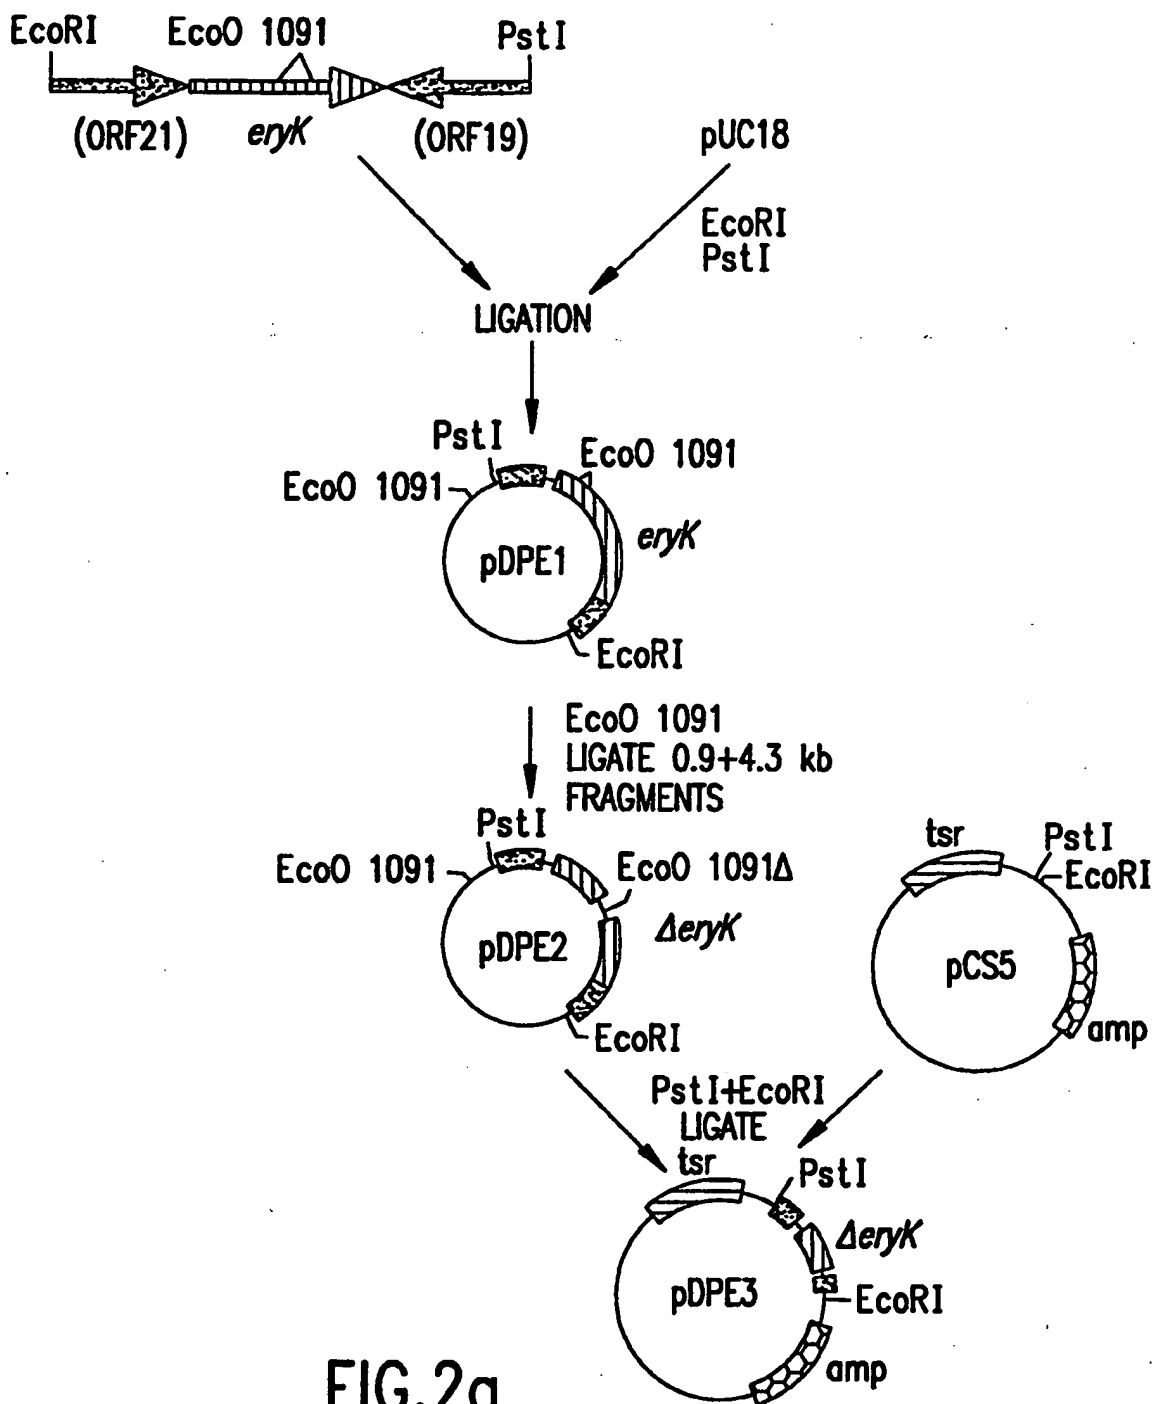 EcoRI
EcoO 1091
PstI
(ORF21)
eryK
(ORF19)
pUC18
EcoRI
PstI
LIGATION
PstI
EcoO 1091
EcoO 1091
eryK
pDPE1
EcoRI
EcoO 1091
LIGATE 0.9+4.3 kb
FRAGMENTS
PstI
EcoO 1091
EcoO 1091Δ
ΔeryK
pDPE2
EcoRI
tsr
PstI
EcoRI
pCS5
amp
PstI+EcoRI
LIGATE
tsr
PstI
ΔeryK
pDPE3
EcoRI
amp
FIG.2a